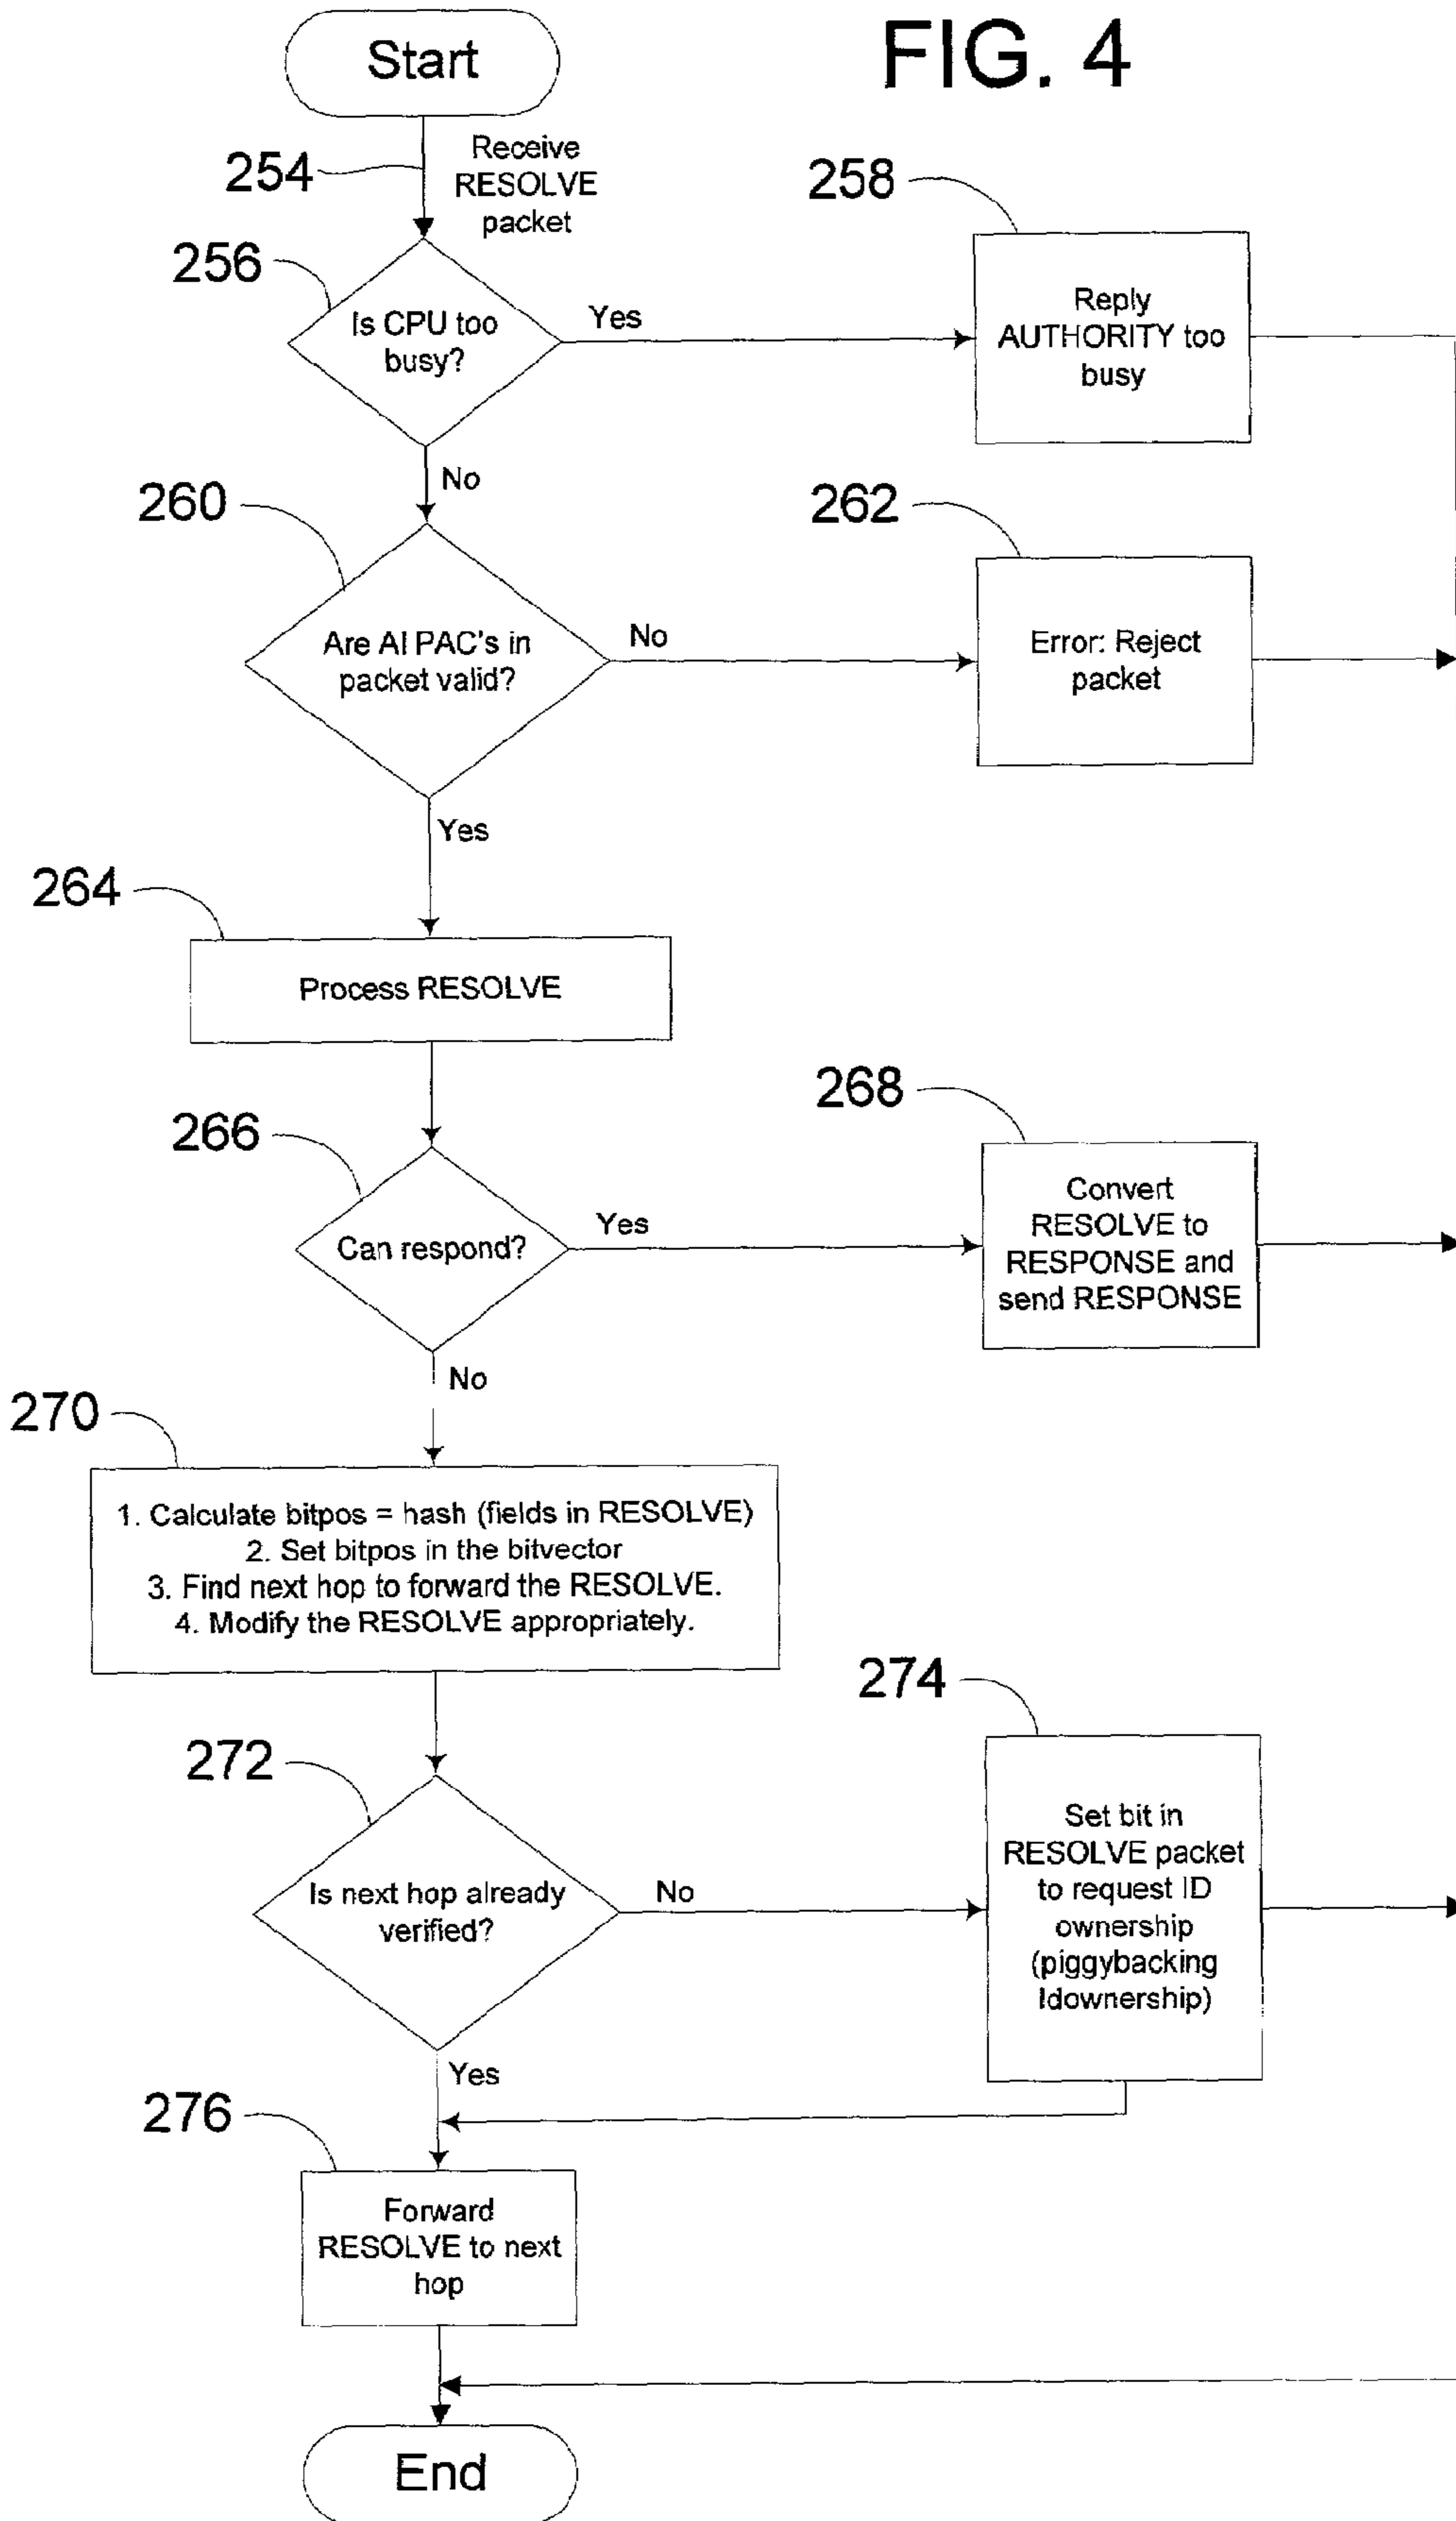 FIG. 4
Start
254
Receive
RESOLVE
packet
256
Is CPU too
busy?
Yes
258
Reply
AUTHORITY too
busy
No
260
Are AI PAC's in
packet valid?
No
262
Error: Reject
packet
Yes
264
Process RESOLVE
266
Can respond?
Yes
268
Convert
RESOLVE to
RESPONSE and
send RESPONSE
No
270
1. Calculate bitpos = hash (fields in RESOLVE)
2. Set bitpos in the bitvector
3. Find next hop to forward the RESOLVE.
4. Modify the RESOLVE appropriately.
272
Is next hop already
verified?
No
274
Set bit in
RESOLVE packet
to request ID
ownership
(piggybacking
Idownership)
Yes
276
Forward
RESOLVE to next
hop
End